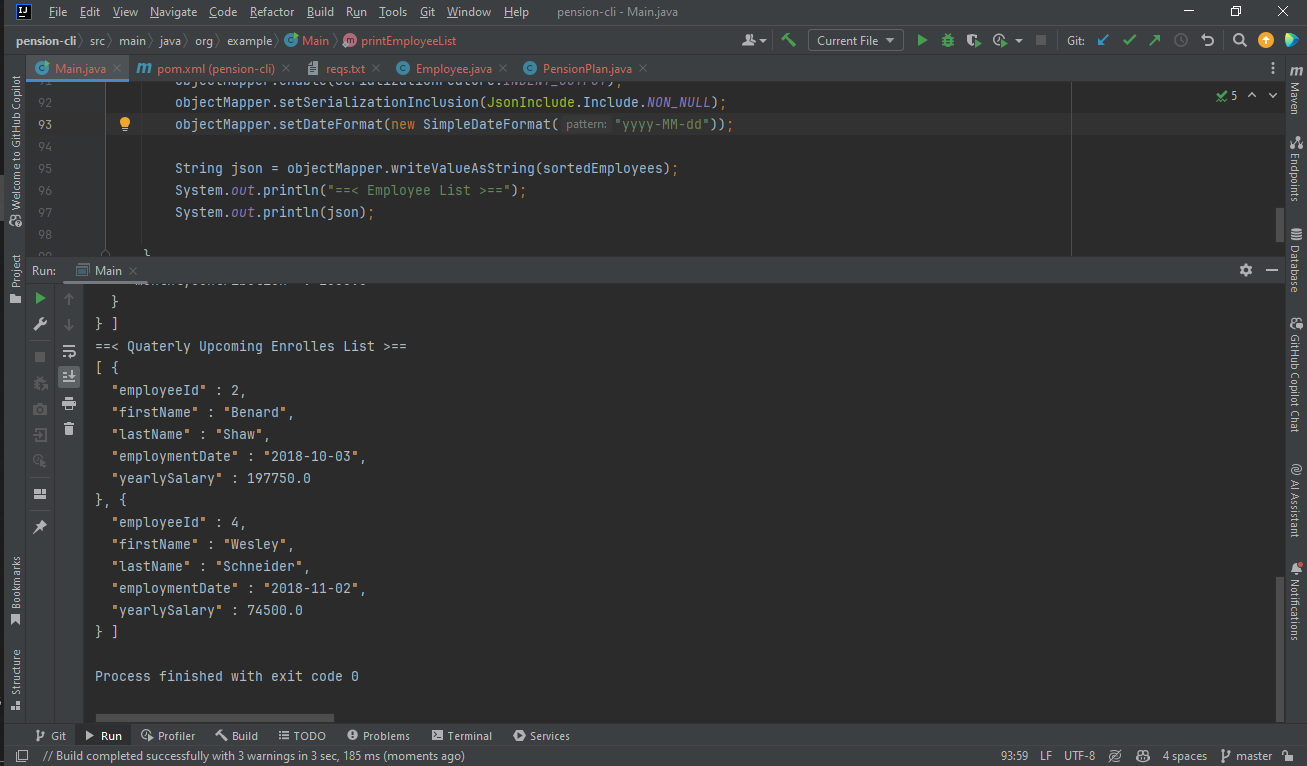 File Edit View Navigate Code Refactor Build Run Tools Git Window Help pension-cli - Main.java
pension-cli src main java org example Main printEmployeeList Current File Git:
Main.java pom.xml (pension-cli) reqs.txt Employee.java PensionPlan.java
92 objectMapper.setSerializationInclusion(JsonInclude.Include.NON_NULL);
5
93 objectMapper.setDateFormat(new SimpleDateFormat( pattern: "yyyy-MM-dd"));
94
95 String json = objectMapper.writeValueAsString(sortedEmployees);
96 System.out.println("==< Employee List >==");
97 System.out.println(json);
98
}
Run: Main
}
} ]
==< Quaterly Upcoming Enrolles List >==
[ {
"employeeId" : 2,
"firstName" : "Benard",
"lastName" : "Shaw",
"employmentDate" : "2018-10-03",
"yearlySalary" : 197750.0
}, {
"employeeId" : 4,
"firstName" : "Wesley",
"lastName" : "Schneider",
"employmentDate" : "2018-11-02",
"yearlySalary" : 74500.0
} ]
Process finished with exit code 0
Welcome to GitHub Copilot
Project
Bookmarks
Structure
Maven
Endpoints
Database
GitHub Copilot Chat
AI Assistant
Notifications
Git Run Profiler Build TODO Problems Terminal Services
// Build completed successfully with 3 warnings in 3 sec, 185 ms (moments ago) 93:59 LF UTF-8 4 spaces master